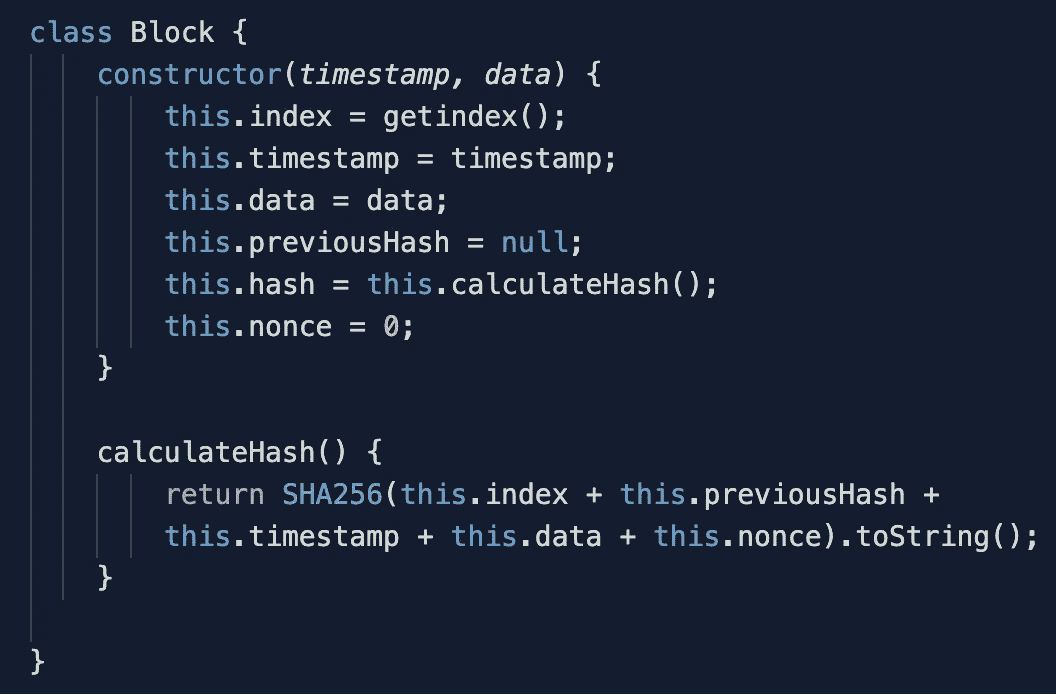 class Block {
constructor(timestamp, data) {
this.index = getindex();
this.timestamp = timestamp;
this.data = data;
this.previousHash = null;
this.hash = this.calculateHash();
this.nonce = 0;
}
calculateHash() {
return SHA256(this.index + this.previousHash +
this.timestamp + this.data + this.nonce).toString();
}
}